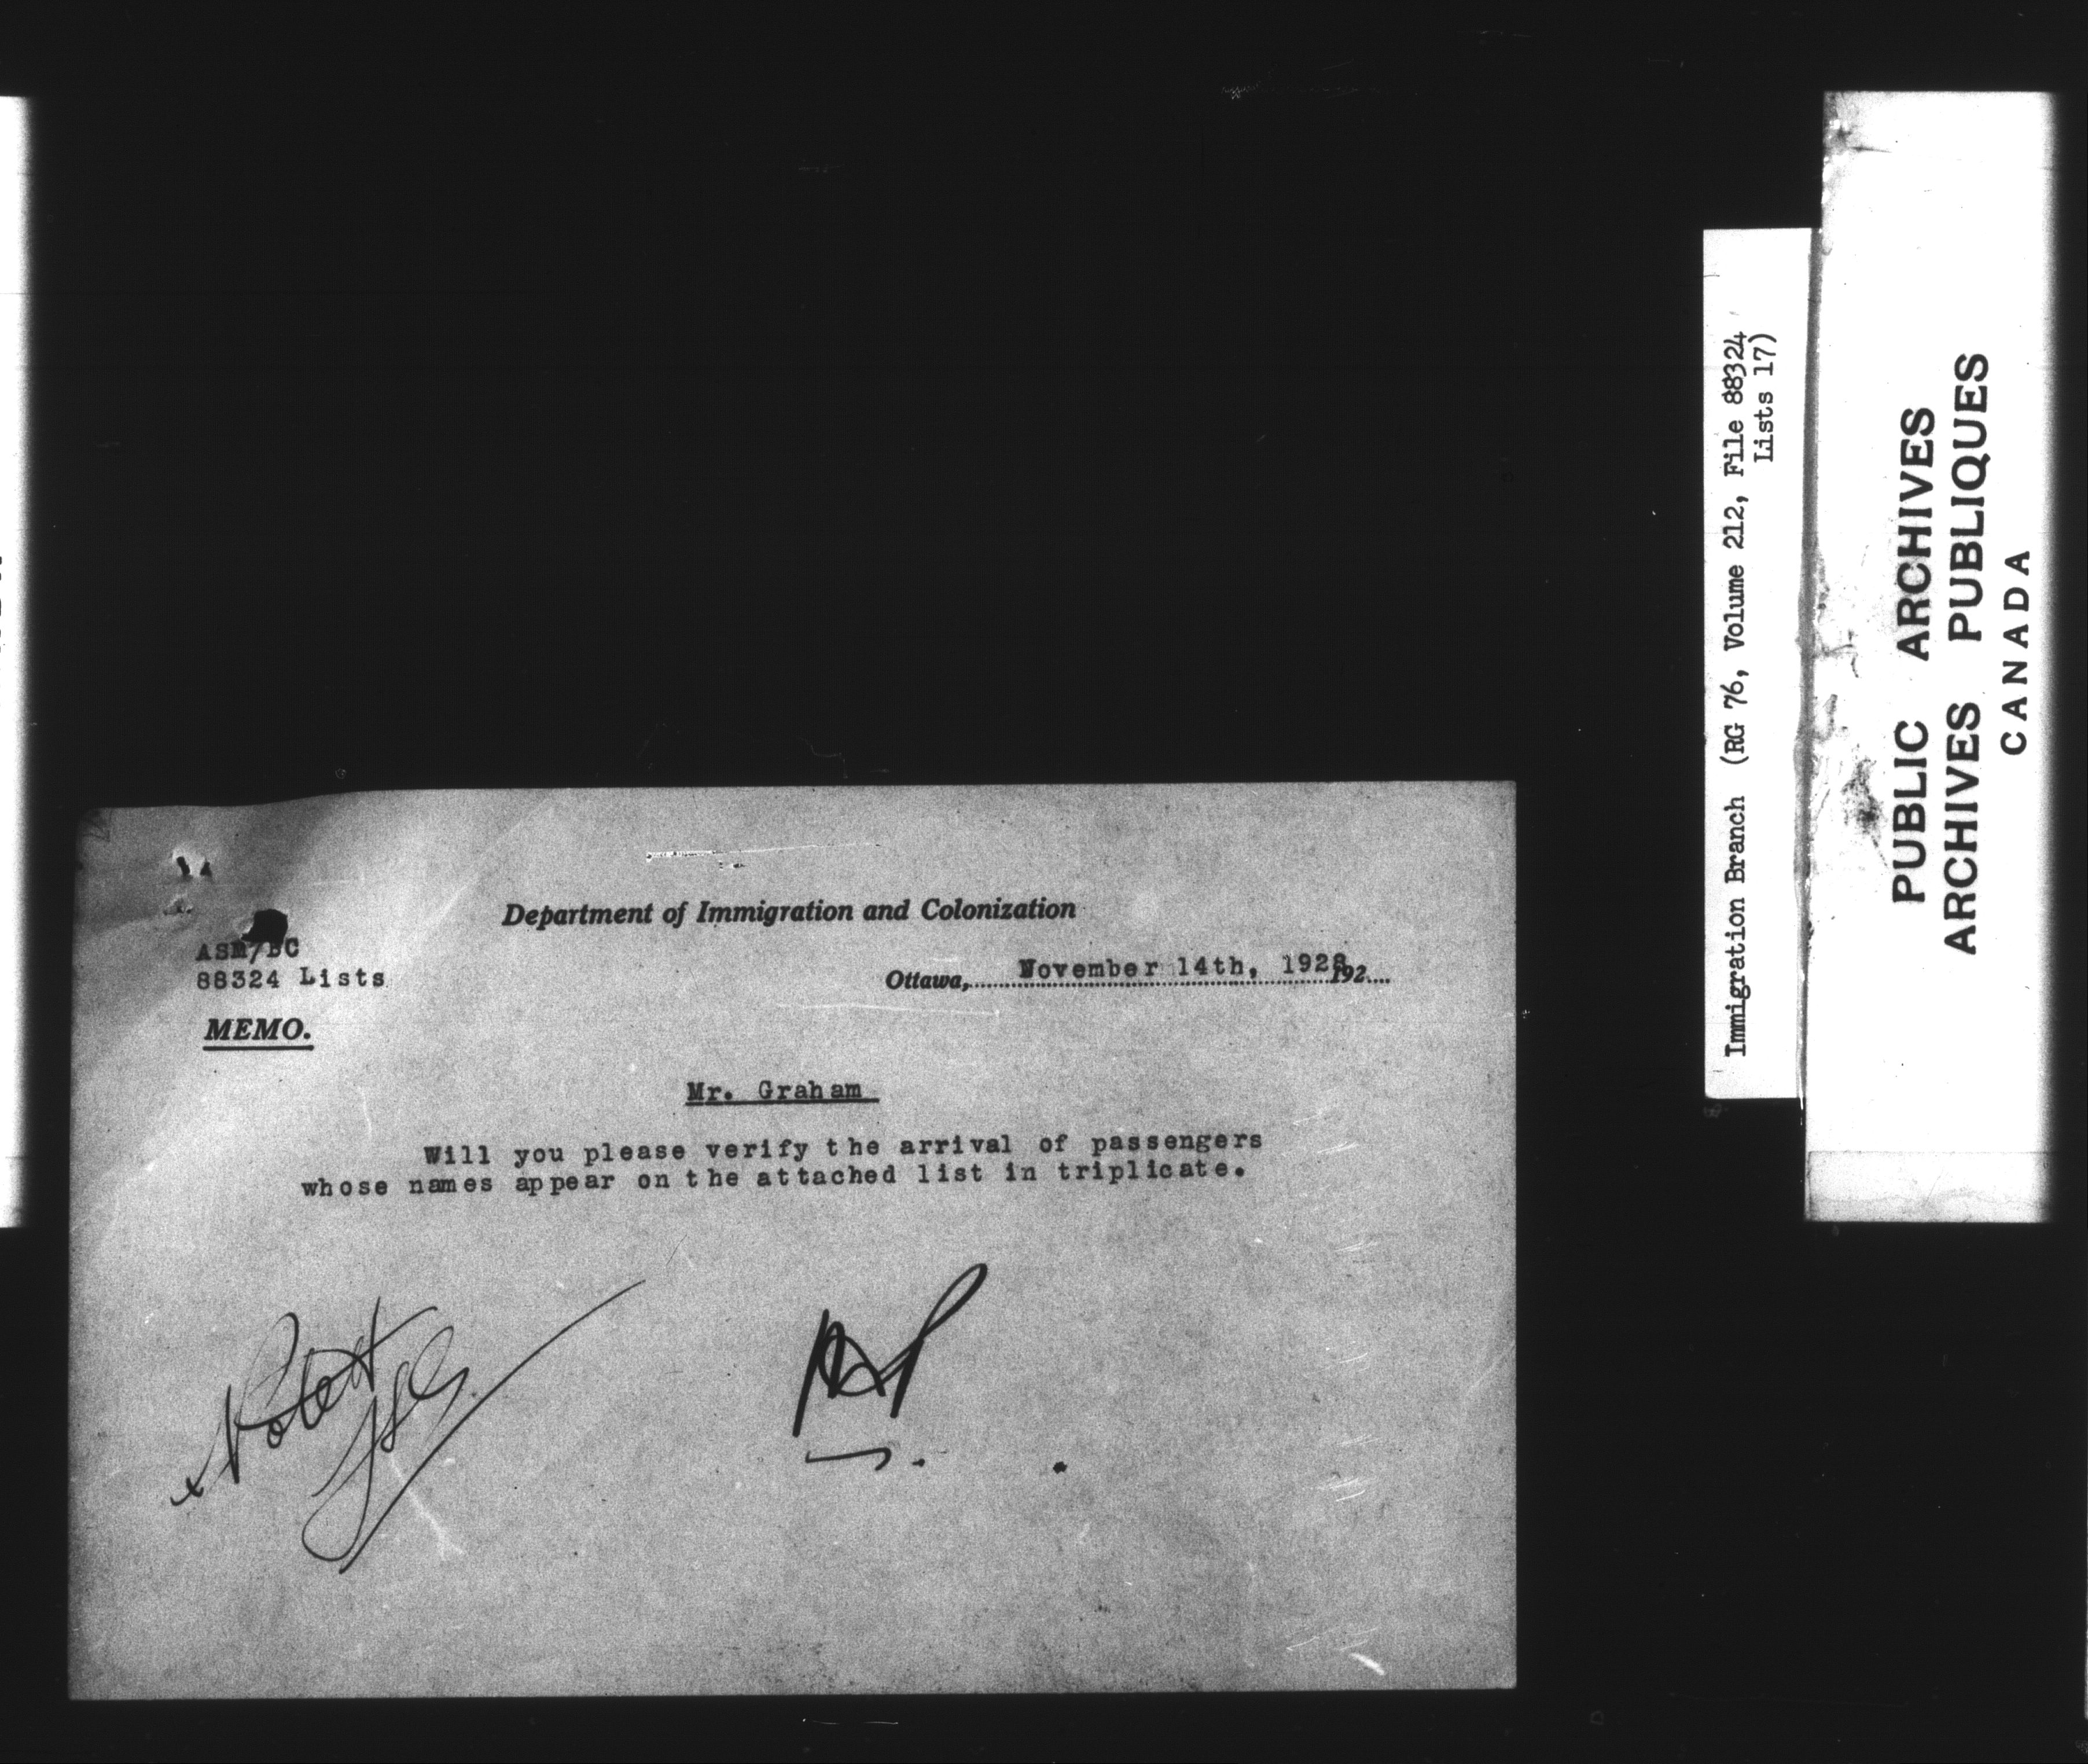 Department of Immigration and Colonization
ASM/BC
88324 Lists
Ottawa, November 14th, 1928 192
MEMO.
Mr. Graham
Will you please verify the arrival of passengers
whose names appear on the attached list in triplicate.
Immigration Branch (RG 76, Volume 212, File 88324
Lists 17)
PUBLIC ARCHIVES
ARCHIVES PUBLIQUES
CANADA